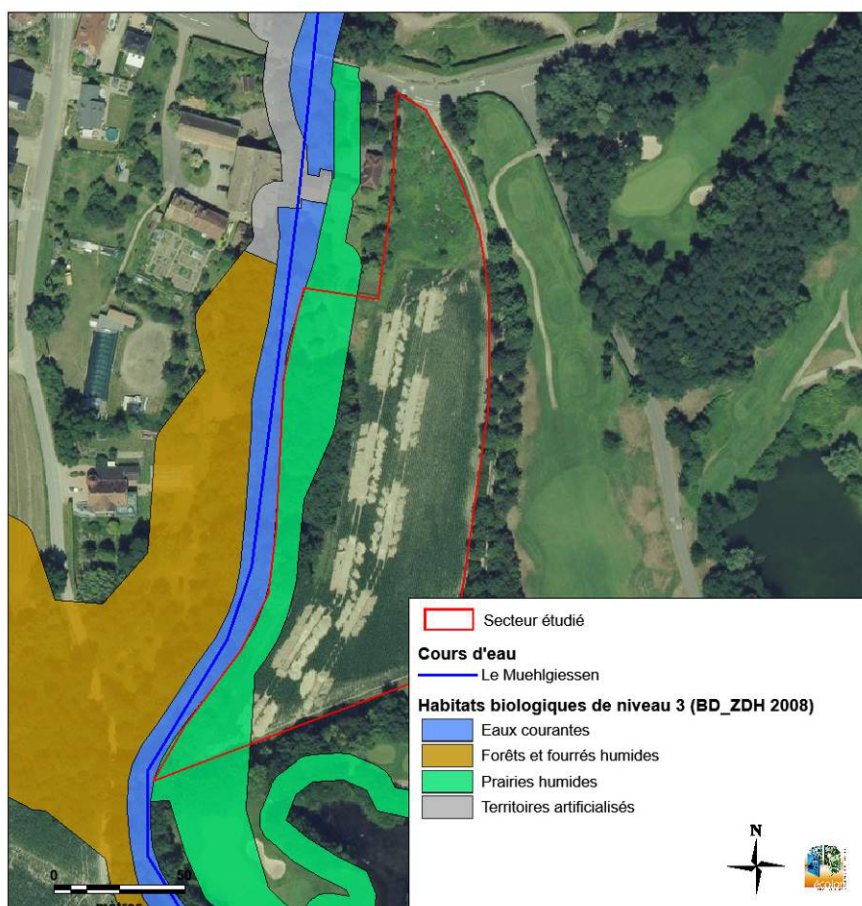 Secteur étudié
Cours d'eau
Le Muehlgiessen
Habitats biologiques de niveau 3 (BD_ZDH 2008)
Eaux courantes
Forêts et fourrés humides
Prairies humides
Territoires artificialisés
N
0 50
mètres